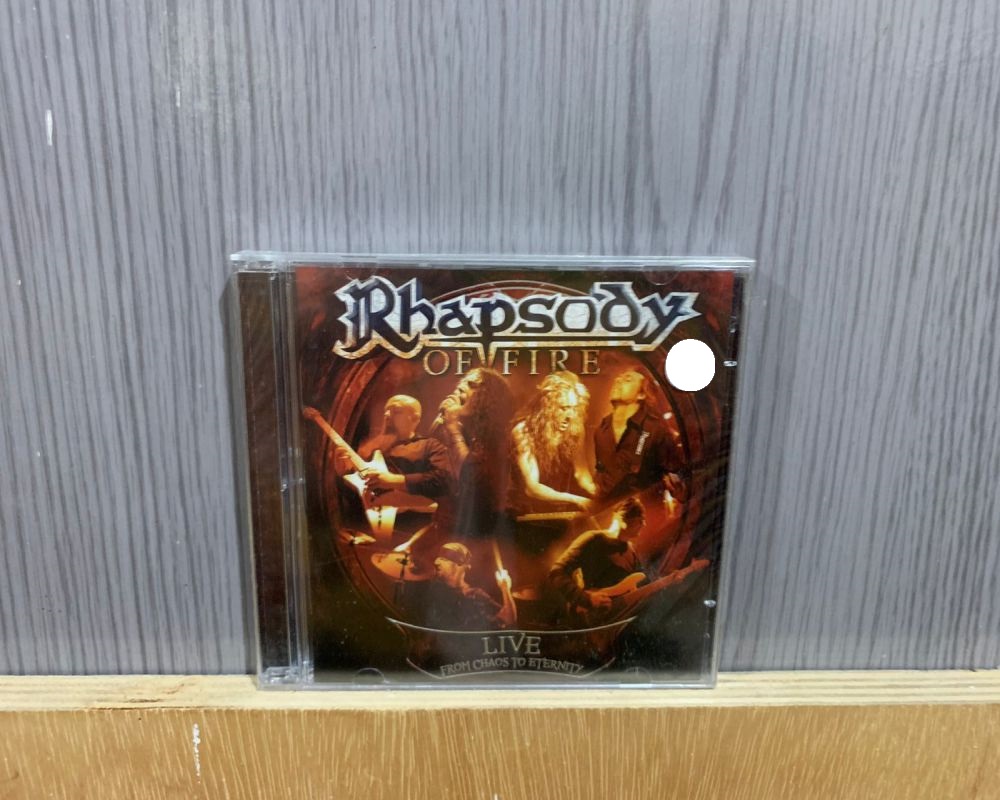 Rhapsody
OF FIRE
LIVE
FROM CHAOS TO ETERNITY